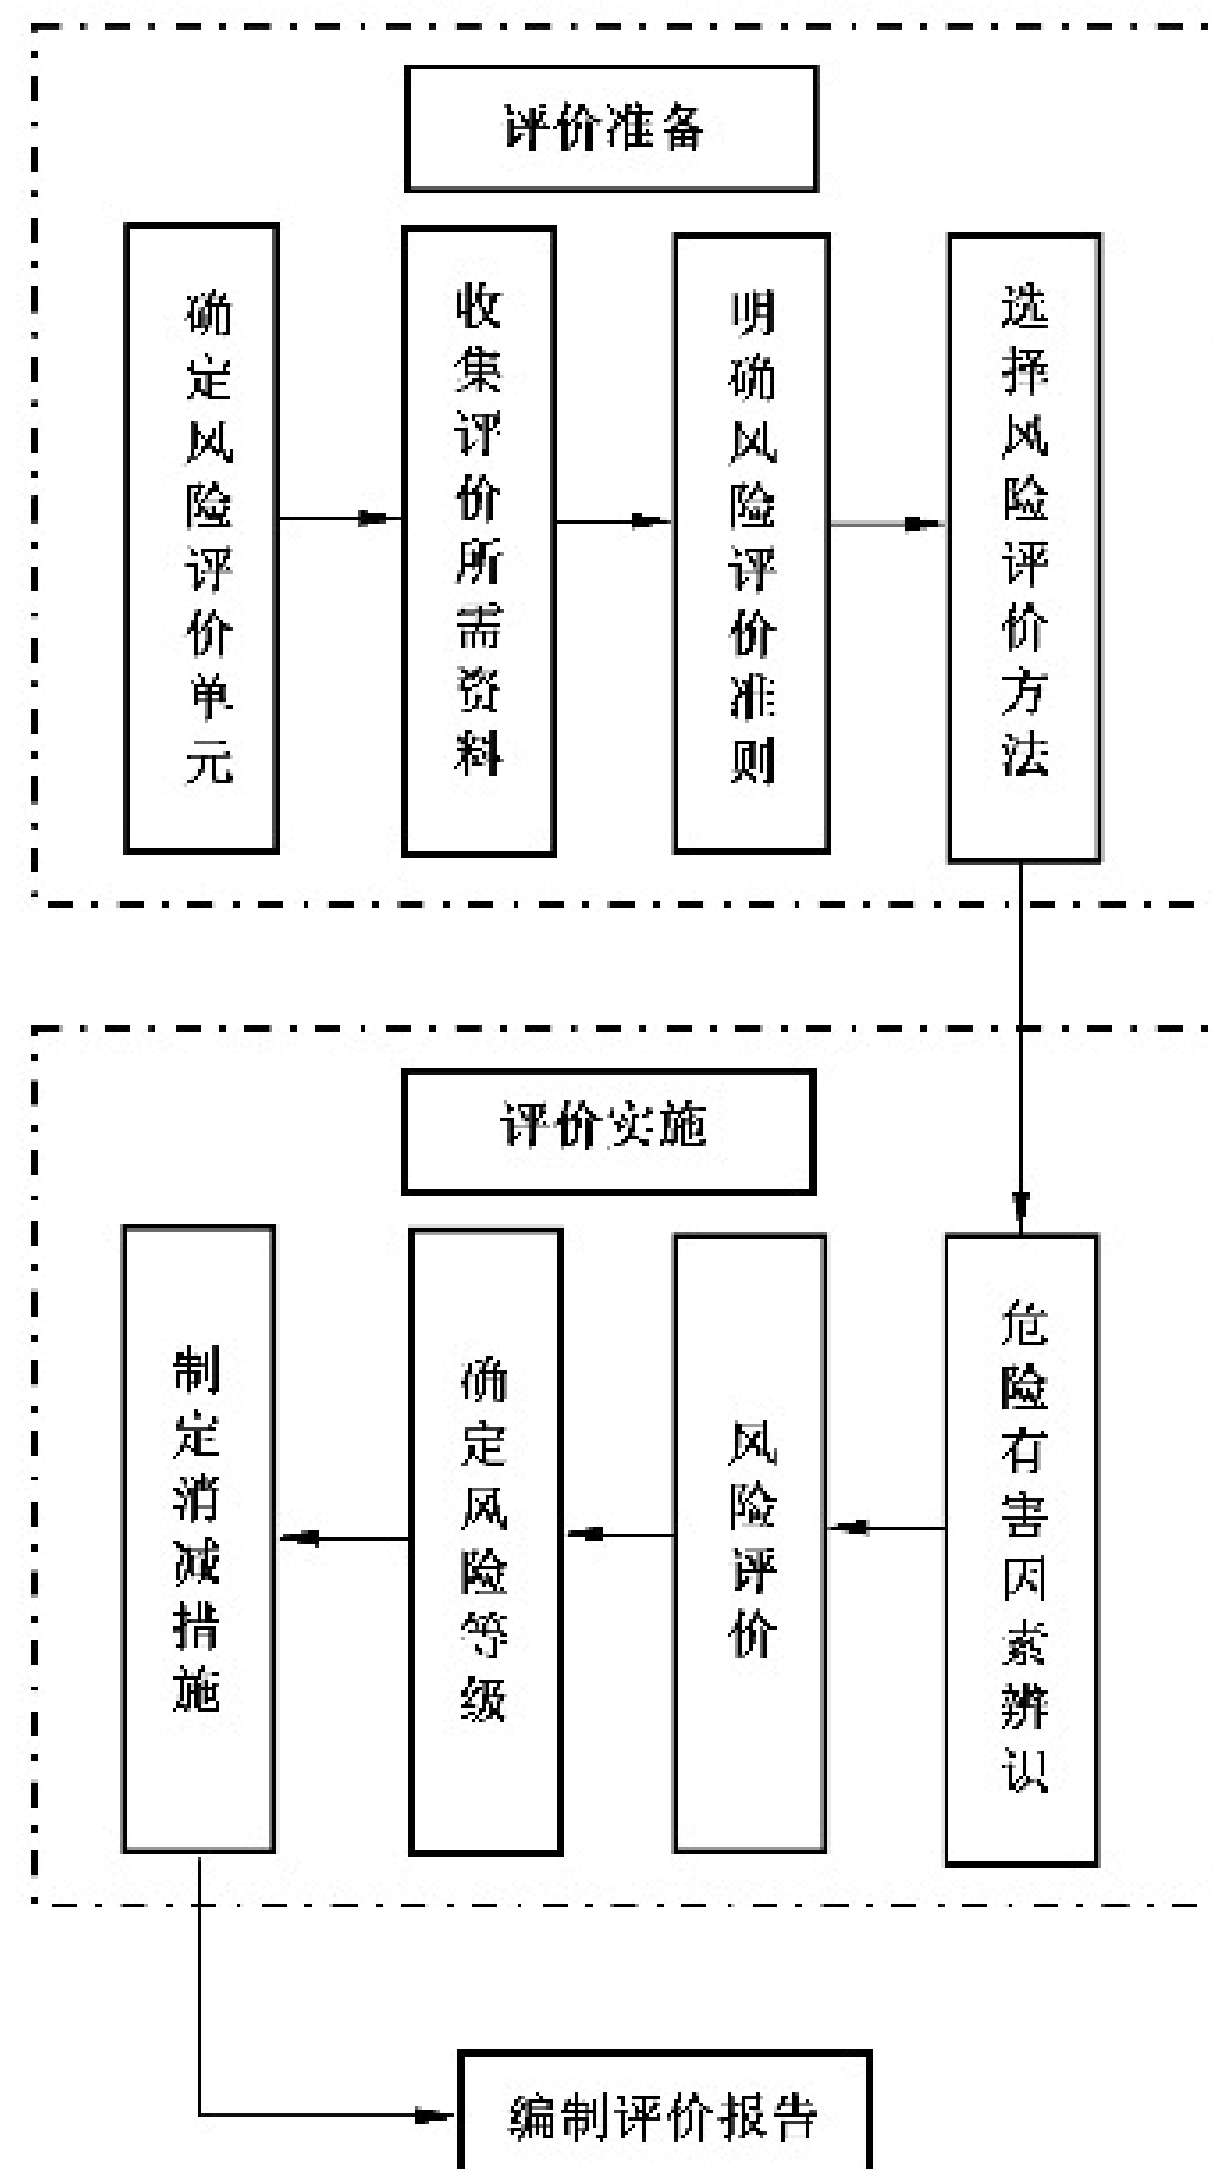 评价准备
确定风险评价单元
收集评价所需资料
明确风险评价准则
选择风险评价方法
评价实施
制定消减措施
确定风险等级
风险评价
危险有害因素辨识
编制评价报告